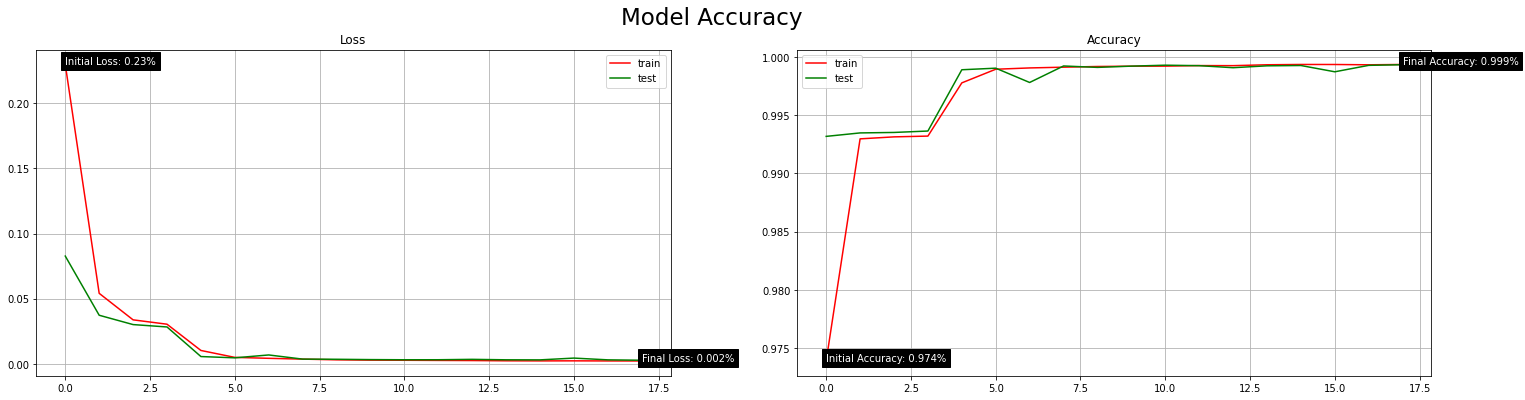 Model Accuracy
Loss
Initial Loss: 0.23%
train
test
0.20
0.15
0.10
0.05
0.00
Final Loss: 0.002%
0.0 2.5 5.0 7.5 10.0 12.5 15.0 17.5
Accuracy
1.000
train
test
Final Accuracy: 0.999%
0.995
0.990
0.985
0.980
0.975
Initial Accuracy: 0.974%
0.0 2.5 5.0 7.5 10.0 12.5 15.0 17.5